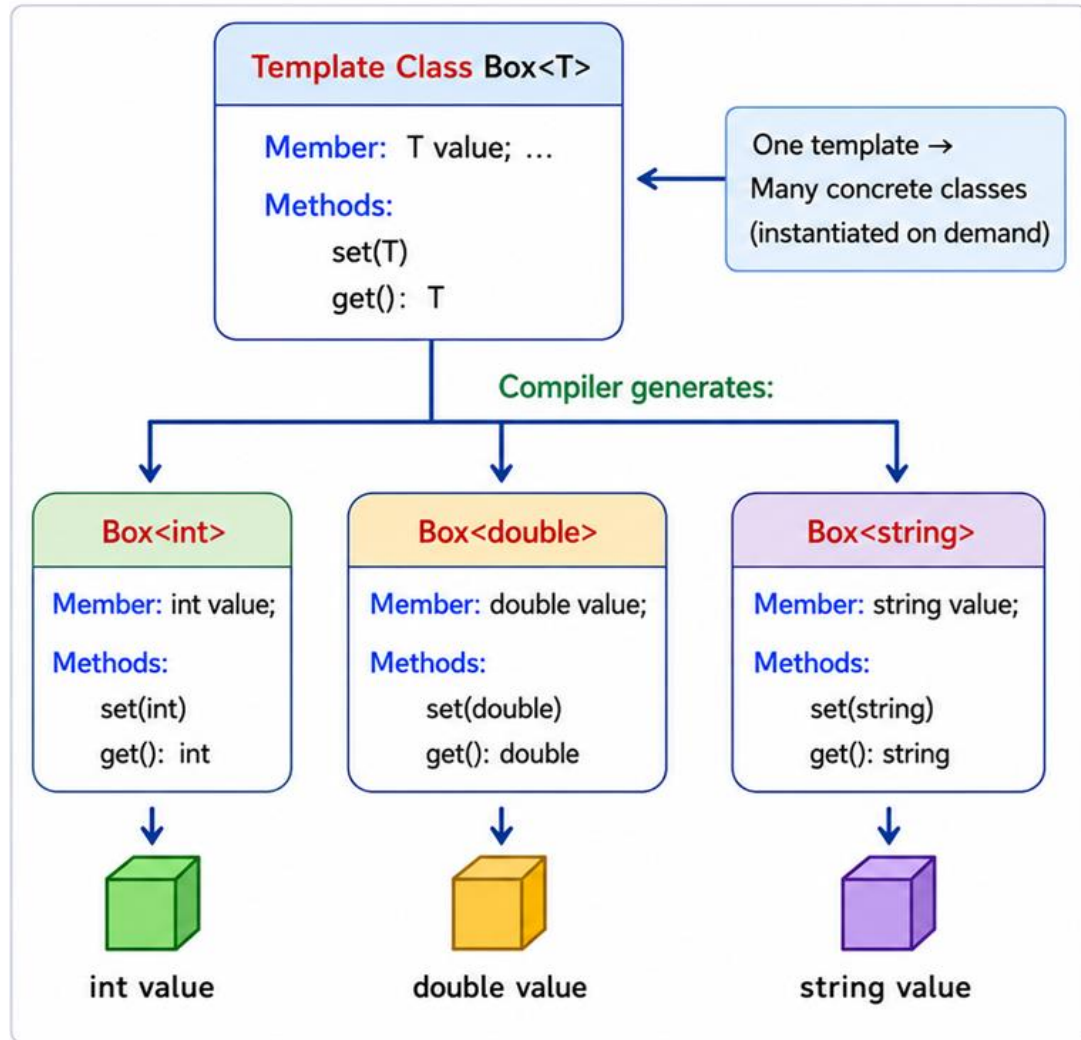 Template Class Box<T>
Member: T value; …
Methods:
set(T)
get(): T
One template →
Many concrete classes
(instantiated on demand)
Compiler generates:
Box<int>
Member: int value;
Methods:
set(int)
get(): int
Box<double>
Member: double value;
Methods:
set(double)
get(): double
Box<string>
Member: string value;
Methods:
set(string)
get(): string
int value
double value
string value